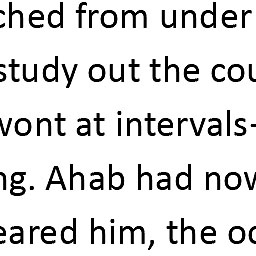 ched from under
study out the cou
wont at intervals-
ng. Ahab had now
eared him, the oc